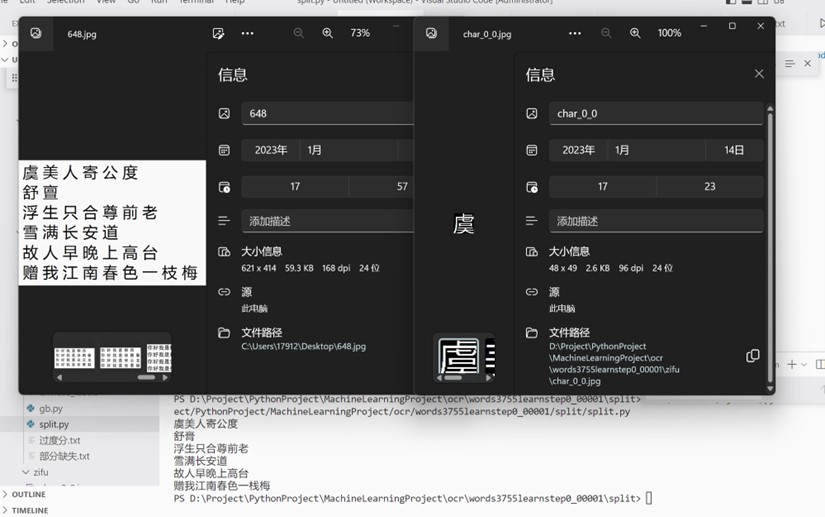 Edit Selection View Go Run Terminal Help
split.py - Untitled (Workspace) - Visual Studio Code [Administrator]
648.jpg
73%
信息
648
2023年 1月
17 57
添加描述
大小信息
621 x 414 59.3 KB 168 dpi 24 位
源
此电脑
文件路径
C:\Users\17912\Desktop\648.jpg
虞美人寄公度
舒亶
浮生只合尊前老
雪满长安道
故人早晚上高台
赠我江南春色一枝梅
char_0_0.jpg
100%
信息
char_0_0
2023年 1月 14日
17 23
添加描述
大小信息
48 x 49 2.6 KB 96 dpi 24 位
源
此电脑
文件路径
D:\Project\PythonProject
\MachineLearningProject\ocr
\words3755learnstep0_00001\zifu
\char_0_0.jpg
虞
gb.py
split.py
过度分.txt
部分缺失.txt
zifu
OUTLINE
TIMELINE
PS D:\Project\PythonProject\MachineLearningProject\ocr\words3755learnstep0_00001\split>
ect/PythonProject/MachineLearningProject/ocr/words3755learnstep0_00001/split/split.py
虞美人寄公度
舒膏
浮生只合尊前老
雪满长安道
故人早晚上高台
赠我江南春色一枝梅
PS D:\Project\PythonProject\MachineLearningProject\ocr\words3755learnstep0_00001\split>